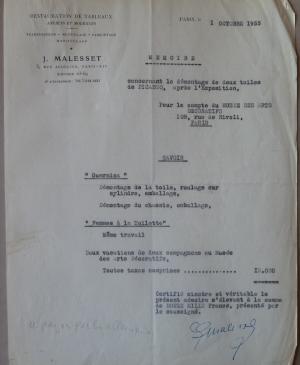 RESTAURATION DE TABLEAUX
ANCIENS ET MODERNES
J. MALESSET
PARIS, le 1 OCTOBRE 1955
MEMOIRE
concernant le démontage de deux toiles
de PICASSO, après l'Exposition,
Pour le compte du MUSEE DES ARTS
DECORATIFS
109, rue de Rivoli,
PARIS
SAVOIR
" Guernica"
Démontage de la toile, roulage sur
cylindre, emballage,
Démontage du chassis, emballage,
" Femmes à la Toilette"
Même travail
Deux vacations de deux compagnons au Musée
des Arts Décoratifs,
Toutes taxes comprises
Certifié sincère et véritable le
présent mémoire s'élevant à la somme
de mille francs, présenté par
le soussigné.